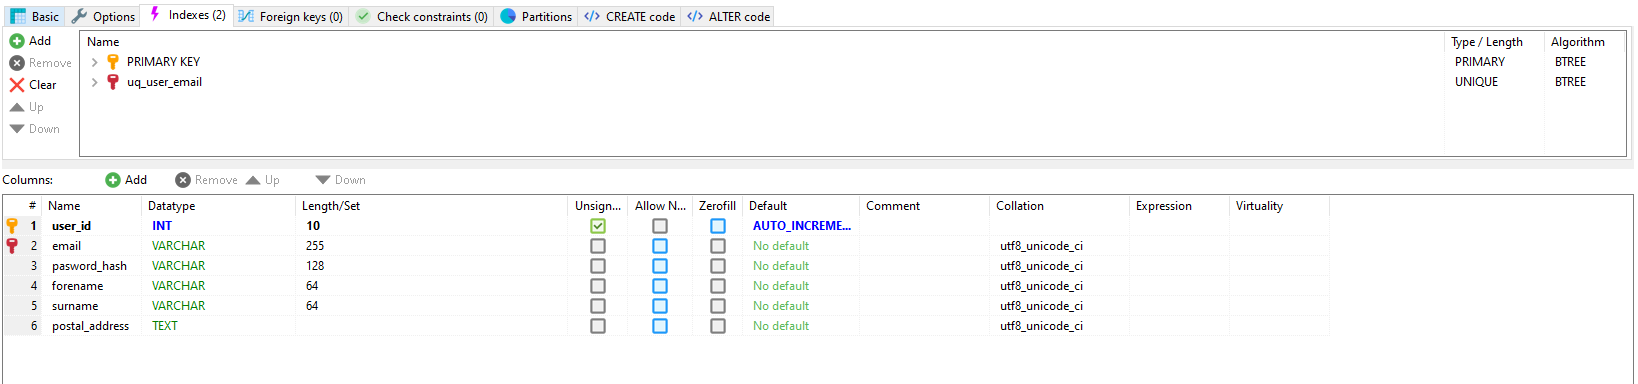 Basic Options Indexes (2) Foreign keys (0) Check constraints (0) Partitions CREATE code ALTER code
Add Name Type / Length Algorithm
Remove PRIMARY KEY PRIMARY BTREE
Clear uq_user_email UNIQUE BTREE
Up
Down
Columns: Add Remove Up Down
# Name Datatype Length/Set Unsign... Allow N... Zerofill Default Comment Collation Expression Virtuality
1 user_id INT 10 AUTO_INCREME...
2 email VARCHAR 255 No default utf8_unicode_ci
3 pasword_hash VARCHAR 128 No default utf8_unicode_ci
4 forename VARCHAR 64 No default utf8_unicode_ci
5 surname VARCHAR 64 No default utf8_unicode_ci
6 postal_address TEXT No default utf8_unicode_ci